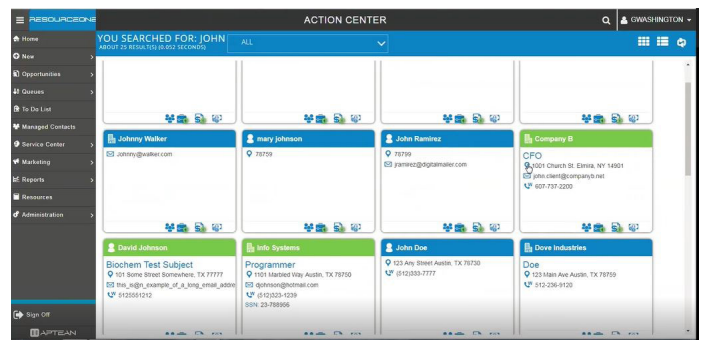 RESOURCEONE
ACTION CENTER
GWASHINGTON
Home
New
Opportunities
Queues
To Do List
Managed Contacts
Service Center
Marketing
Reports
Resources
Administration
Sign Off
APTEAN
YOU SEARCHED FOR: JOHN
ABOUT 25 RESULT(S) (0.052 SECONDS)
ALL
Johnny Walker
Johnny@walker.com
mary johnson
78759
John Ramirez
78799
jramirez@digitalmailer.com
Company B
CFO
1001 Church St. Elmira, NY 14901
john.client@companyb.net
607-737-2200
David Johnson
Biochem Test Subject
101 Some Street Somewhere, TX 77777
this_is@n_example_of_a_long_email_addre
5125551212
Info Systems
Programmer
1101 Marbled Way Austin, TX 78750
djohnson@hotmail.com
(512)323-1239
SSN: 23-788956
John Doe
123 Any Street Austin, TX 78730
(512)333-7777
Dove Industries
Doe
123 Main Ave Austin, TX 78759
512-236-9120